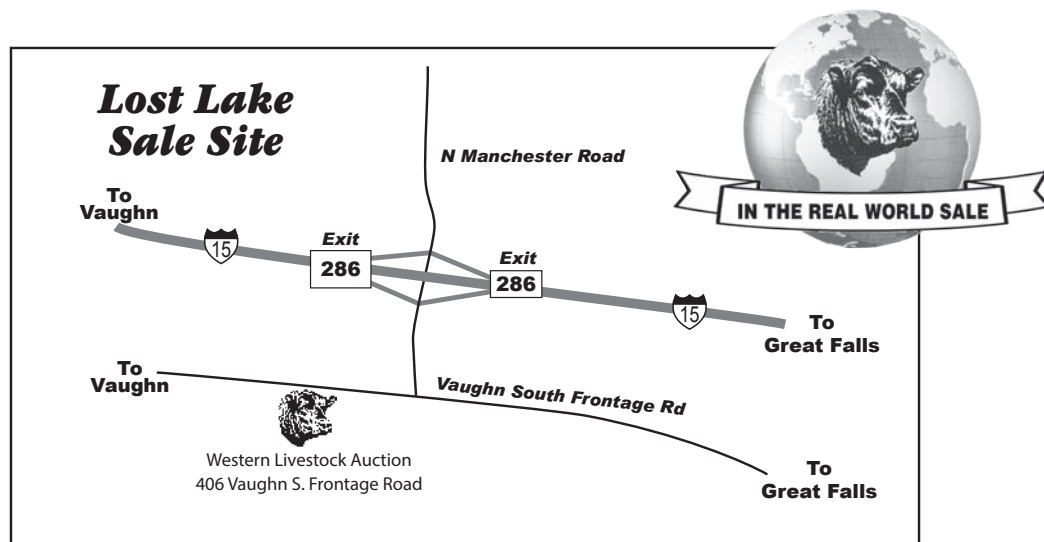 Lost Lake
Sale Site
N Manchester Road
IN THE REAL WORLD SALE
To
Vaughn
15
Exit
286
Exit
286
15
To
Great Falls
To
Vaughn
Vaughn South Frontage Rd
Western Livestock Auction
406 Vaughn S. Frontage Road
To
Great Falls